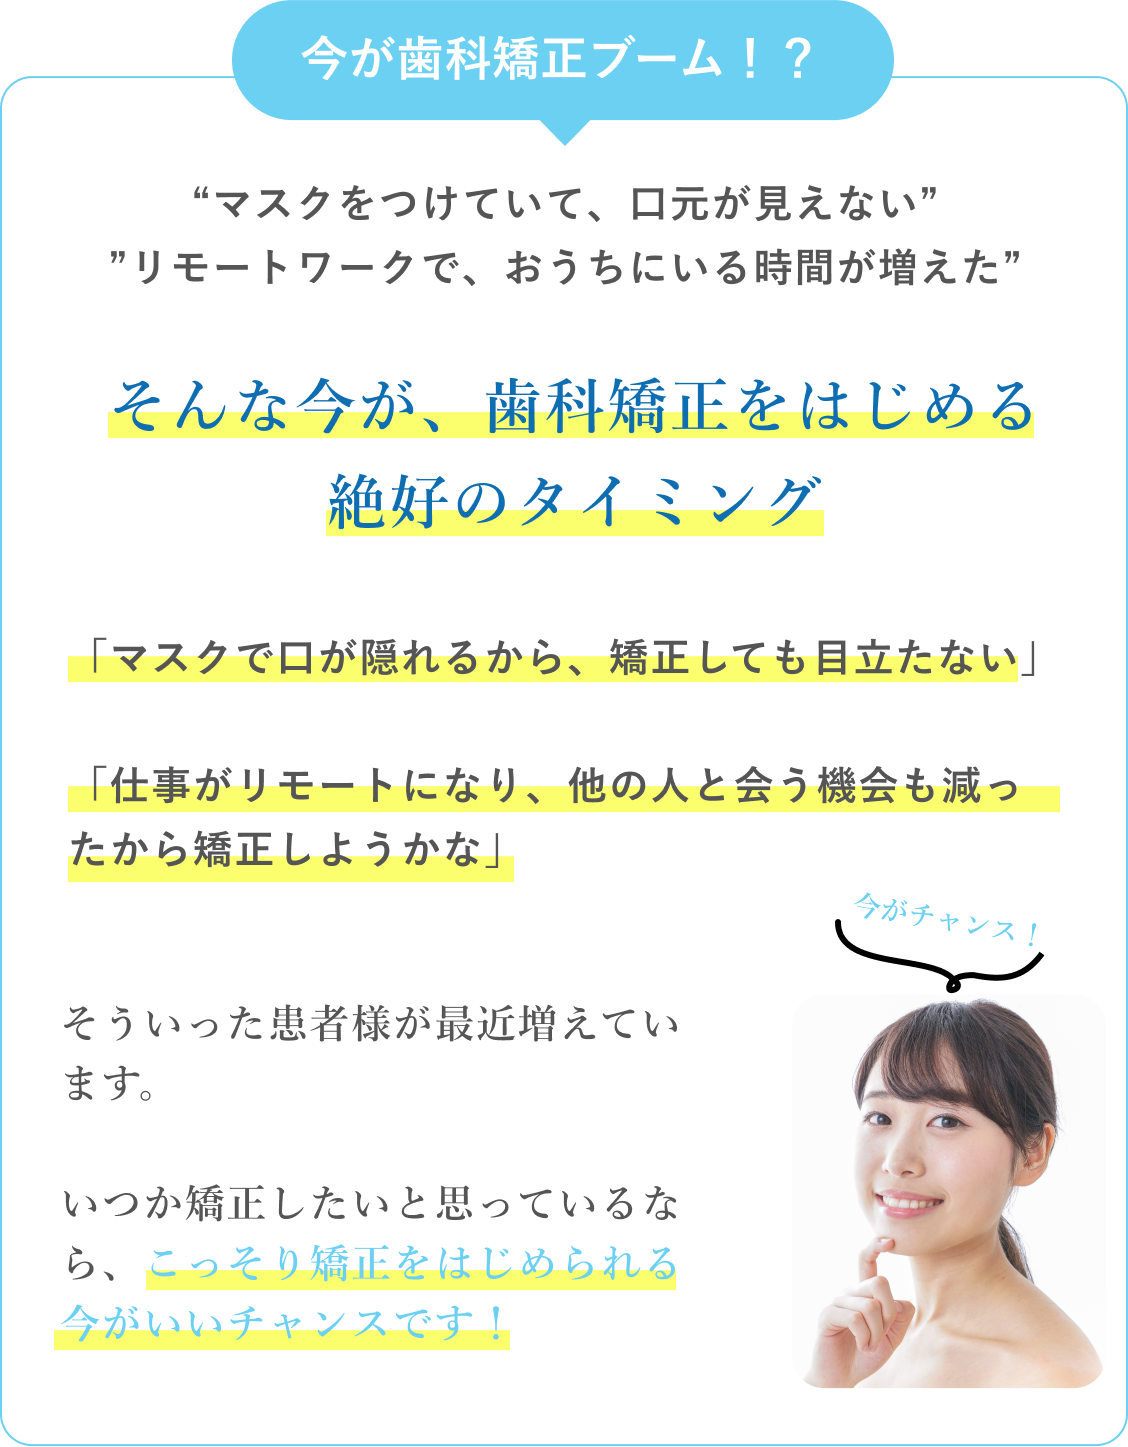 今が歯科矯正ブーム！？
“マスクをつけていて、口元が見えない”
”リモートワークで、おうちにいる時間が増えた”
そんな今が、歯科矯正をはじめる
絶好のタイミング
「マスクで口が隠れるから、矯正しても目立たない」
「仕事がリモートになり、他の人と会う機会も減っ
たから矯正しようかな」
今がチャンス！
そういった患者様が最近増えてい
ます。
いつか矯正したいと思っているな
ら、こっそり矯正をはじめられる
今がいいチャンスです！